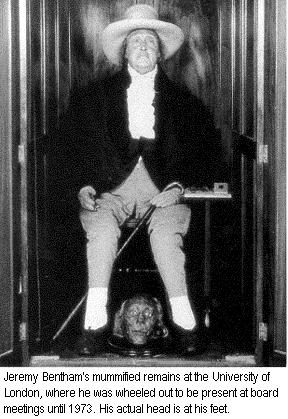 Jeremy Bentham's mummified remains at the University of
London, where he was wheeled out to be present at board
meetings until 1973. His actual head is at his feet.